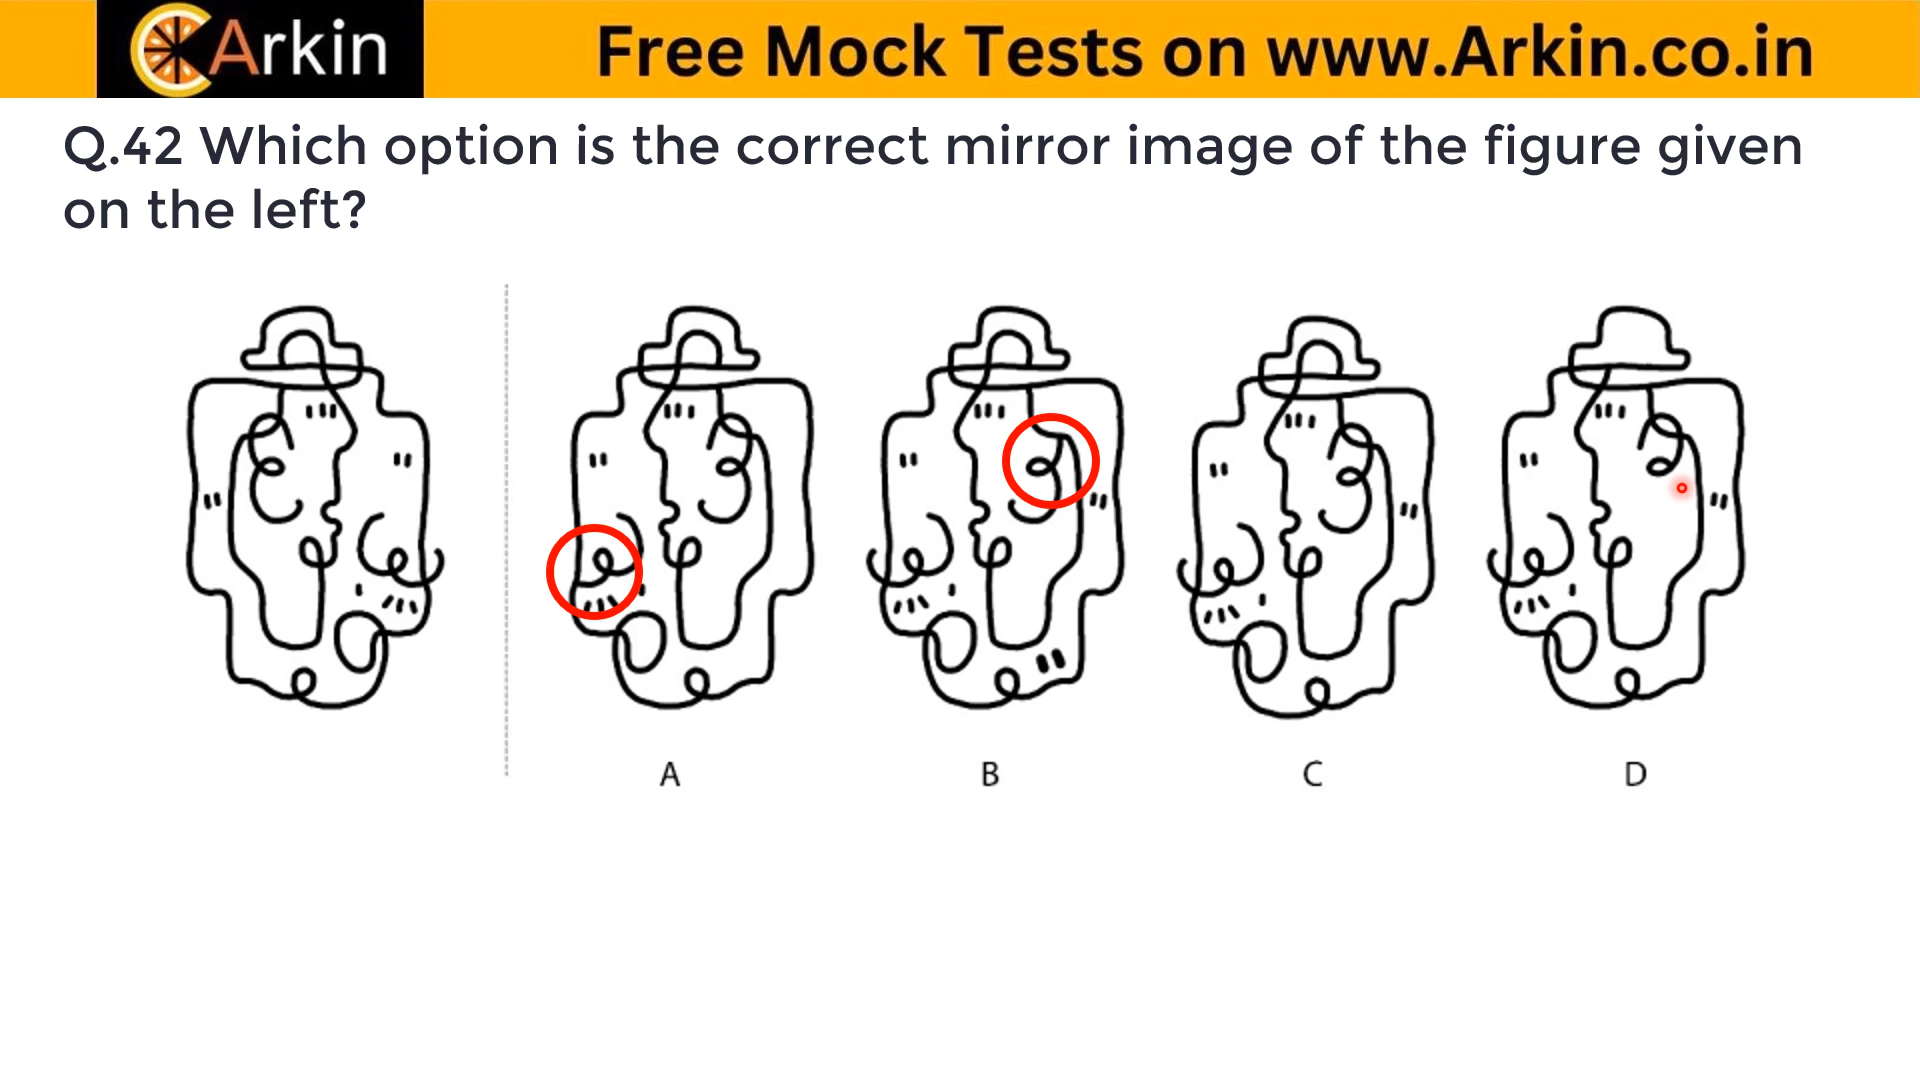 Arkin
Free Mock Tests on www.Arkin.co.in
Q.42 Which option is the correct mirror image of the figure given
on the left?
A B C D